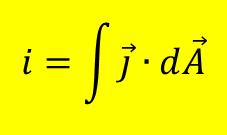 i = ∫ j⃗ · dA⃗